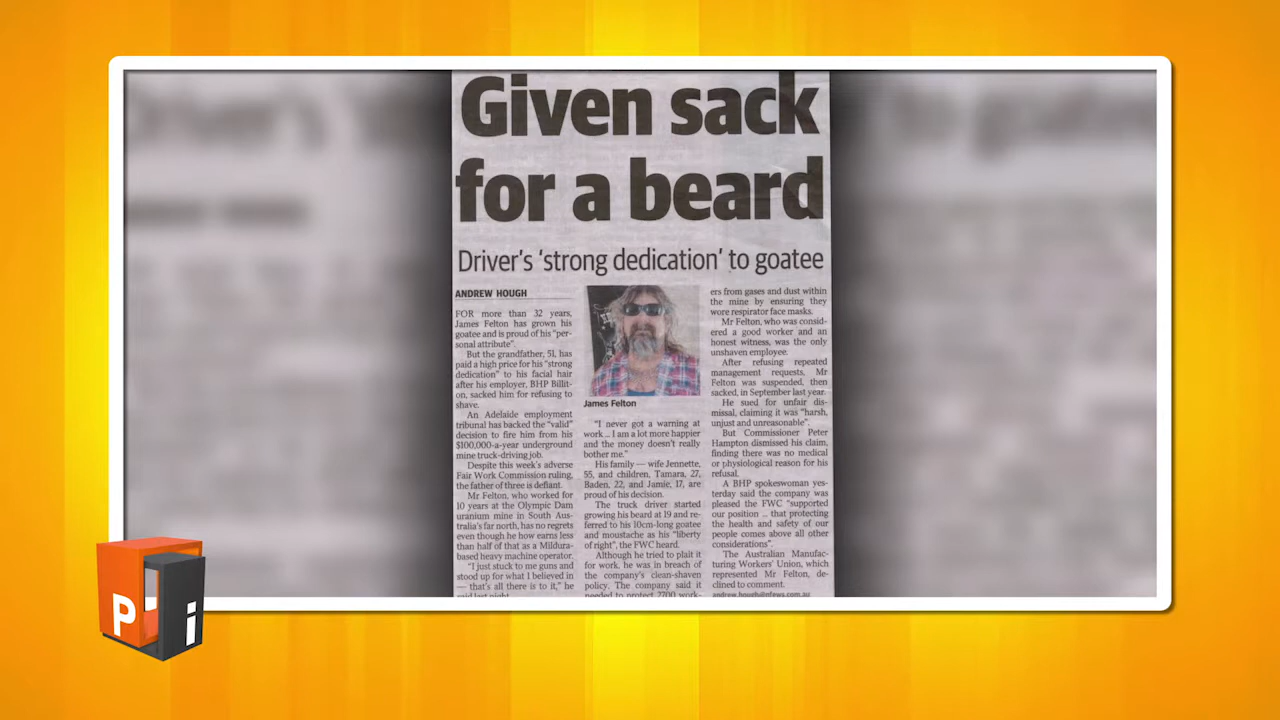 Given sack
for a beard
Driver's 'strong dedication' to goatee
ANDREW HOUGH
FOR more than 32 years,
James Felton has grown his
goatee and is proud of his "per-
sonal attribute".
But the grandfather, 51, has
paid a high price for his "strong
dedication" to his facial hair
after his employer, BHP Billit-
on, sacked him for refusing to
shave.
An Adelaide employment
tribunal has backed the "valid"
decision to fire him from his
$100,000-a-year underground
mine truck-driving job.
Despite this week's adverse
Fair Work Commission ruling,
the father of three is defiant.
Mr Felton, who worked for
10 years at the Olympic Dam
uranium mine in South Aus-
tralia's far north, has no regrets
even though he how earns less
than half of that as a Mildura-
based heavy machine operator.
"I just stuck to me guns and
stood up for what I believed in
— that's all there is to it," he
said last night.
James Felton
"I never got a warning at
work ... I am a lot more happier
and the money doesn't really
bother me."
His family — wife Jennette,
55, and children, Tamara, 27,
Baden, 22, and Jamie, 17, are
proud of his decision.
The truck driver started
growing his beard at 19 and re-
ferred to his 10cm-long goatee
and moustache as his "liberty
of right", the FWC heard.
Although he tried to plait it
for work, he was in breach of
the company's clean-shaven
policy. The company said it
needed to protect 2700 work-
ers from gases and dust within
the mine by ensuring they
wore respirator face masks.
Mr Felton, who was consid-
ered a good worker and an
honest witness, was the only
unshaven employee.
After refusing repeated
management requests, Mr
Felton was suspended, then
sacked, in September last year.
He sued for unfair dis-
missal, claiming it was "harsh,
unjust and unreasonable".
But Commissioner Peter
Hampton dismissed his claim,
finding there was no medical
or physiological reason for his
refusal.
A BHP spokeswoman yes-
terday said the company was
pleased the FWC "supported
our position ... that protecting
the health and safety of our
people comes above all other
considerations".
The Australian Manufac-
turing Workers' Union, which
represented Mr Felton, de-
clined to comment.
andrew.hough@news.com.au
P i